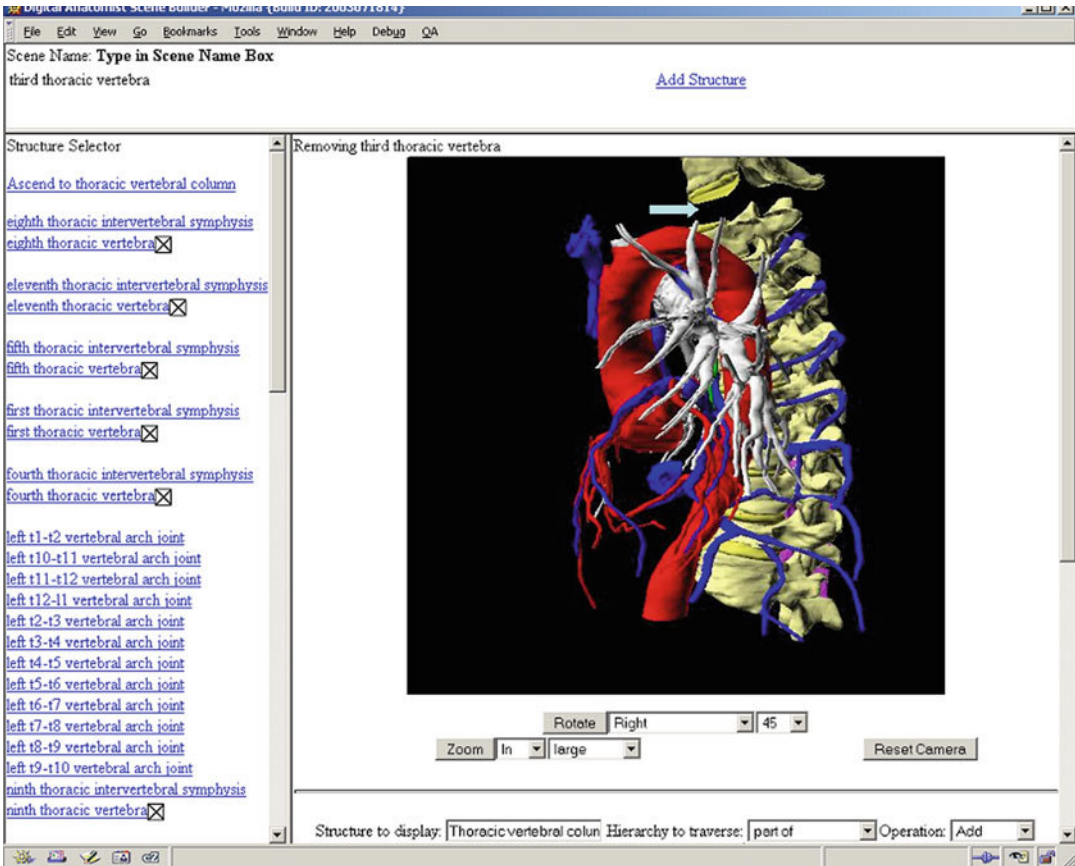 Digital Anatomist Scene Builder - Mozilla {Build ID: 2003071814}
File Edit View Go Bookmarks Tools Window Help Debug QA
Scene Name: Type in Scene Name Box
third thoracic vertebra
Add Structure
Structure Selector
Ascend to thoracic vertebral column
eighth thoracic intervertebral symphysis
eighth thoracic vertebra
eleventh thoracic intervertebral symphysis
eleventh thoracic vertebra
fifth thoracic intervertebral symphysis
fifth thoracic vertebra
first thoracic intervertebral symphysis
first thoracic vertebra
fourth thoracic intervertebral symphysis
fourth thoracic vertebra
left t1-t2 vertebral arch joint
left t10-t11 vertebral arch joint
left t11-t12 vertebral arch joint
left t12-l1 vertebral arch joint
left t2-t3 vertebral arch joint
left t3-t4 vertebral arch joint
left t4-t5 vertebral arch joint
left t5-t6 vertebral arch joint
left t6-t7 vertebral arch joint
left t7-t8 vertebral arch joint
left t8-t9 vertebral arch joint
left t9-t10 vertebral arch joint
ninth thoracic intervertebral symphysis
ninth thoracic vertebra
Removing third thoracic vertebra
Rotate Right 45
Zoom In large Reset Camera
Structure to display: Thoracic vertebral colun Hierarchy to traverse: part of Operation: Add